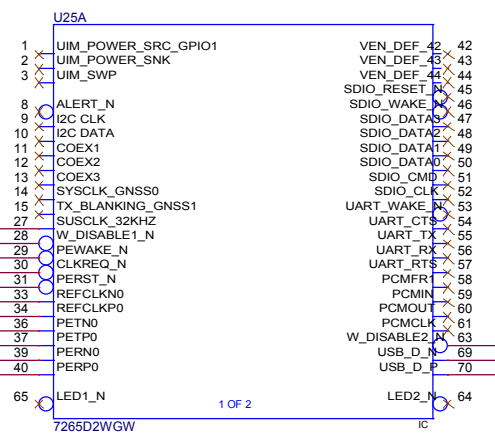 U25A
1 UIM_POWER_SRC_GPIO1 VEN_DEF_42 42
2 UIM_POWER_SNK VEN_DEF_43 43
3 UIM_SWP VEN_DEF_44 44
SDIO_RESET_N 45
8 ALERT_N SDIO_WAKE_N 46
9 I2C CLK SDIO_DATA3 47
10 I2C DATA SDIO_DATA2 48
11 COEX1 SDIO_DATA1 49
12 COEX2 SDIO_DATA0 50
13 COEX3 SDIO_CMD 51
14 SYSCLK_GNSS0 SDIO_CLK 52
15 TX_BLANKING_GNSS1 UART_WAKE_N 53
27 SUSCLK_32KHZ UART_CTS 54
28 W_DISABLE1_N UART_TX 55
29 PEWAKE_N UART_RX 56
30 CLKREQ_N UART_RTS 57
31 PERST_N PCMFR1 58
33 REFCLKN0 PCMIN 59
34 REFCLKP0 PCMOUT 60
36 PETN0 PCMCLK 61
37 PETP0 W_DISABLE2_N 63
39 PERN0 USB_D_N 69
40 PERP0 USB_D_P 70
65 LED1_N LED2_N 64
1 OF 2
7265D2WGW IC